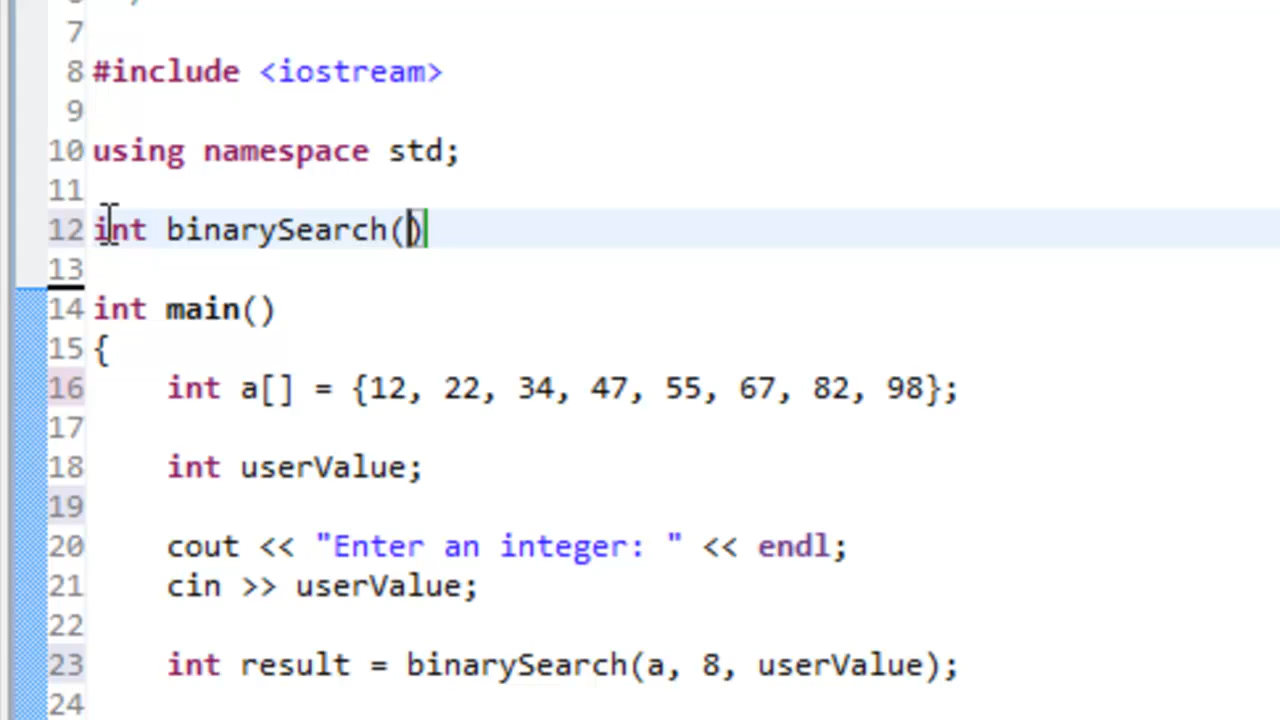 7
8 #include <iostream>
9
10 using namespace std;
11
12 int binarySearch()
13
14 int main()
15 {
16 int a[] = {12, 22, 34, 47, 55, 67, 82, 98};
17
18 int userValue;
19
20 cout << "Enter an integer: " << endl;
21 cin >> userValue;
22
23 int result = binarySearch(a, 8, userValue);
24